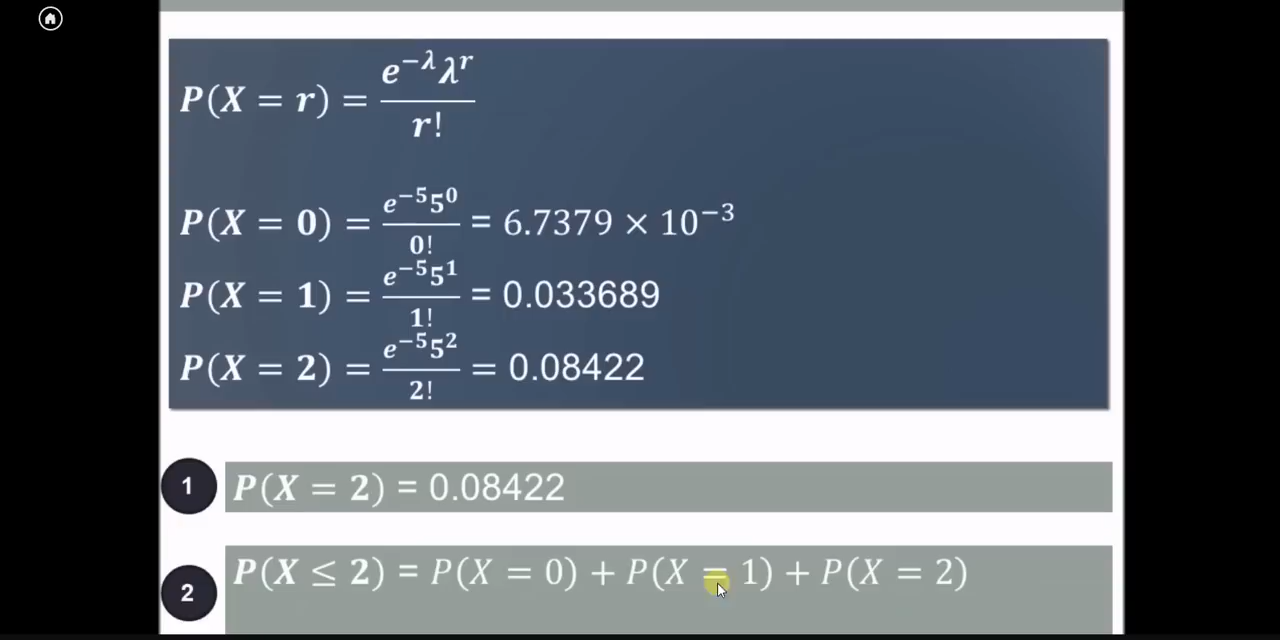 P(X = r) = e^{−λ}λ^r / r!
P(X = 0) = e^{−5}5^0 / 0! = 6.7379 × 10^{−3}
P(X = 1) = e^{−5}5^1 / 1! = 0.033689
P(X = 2) = e^{−5}5^2 / 2! = 0.08422
1 P(X = 2) = 0.08422
2 P(X ≤ 2) = P(X = 0) + P(X = 1) + P(X = 2)